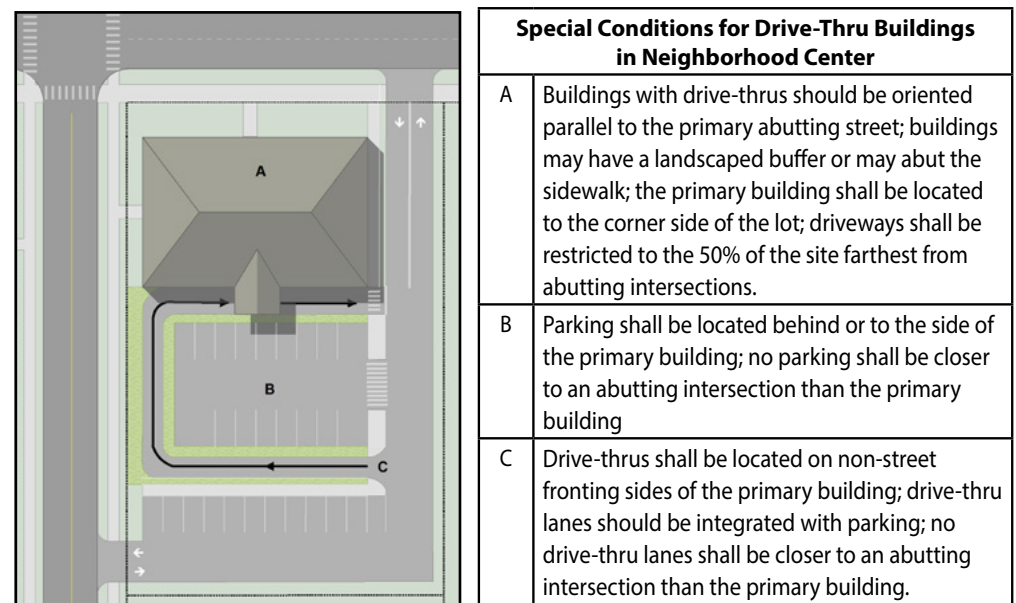 A
B
C
Special Conditions for Drive-Thru Buildings
in Neighborhood Center
A
Buildings with drive-thrus should be oriented
parallel to the primary abutting street; buildings
may have a landscaped buffer or may abut the
sidewalk; the primary building shall be located
to the corner side of the lot; driveways shall be
restricted to the 50% of the site farthest from
abutting intersections.
B
Parking shall be located behind or to the side of
the primary building; no parking shall be closer
to an abutting intersection than the primary
building
C
Drive-thrus shall be located on non-street
fronting sides of the primary building; drive-thru
lanes should be integrated with parking; no
drive-thru lanes shall be closer to an abutting
intersection than the primary building.